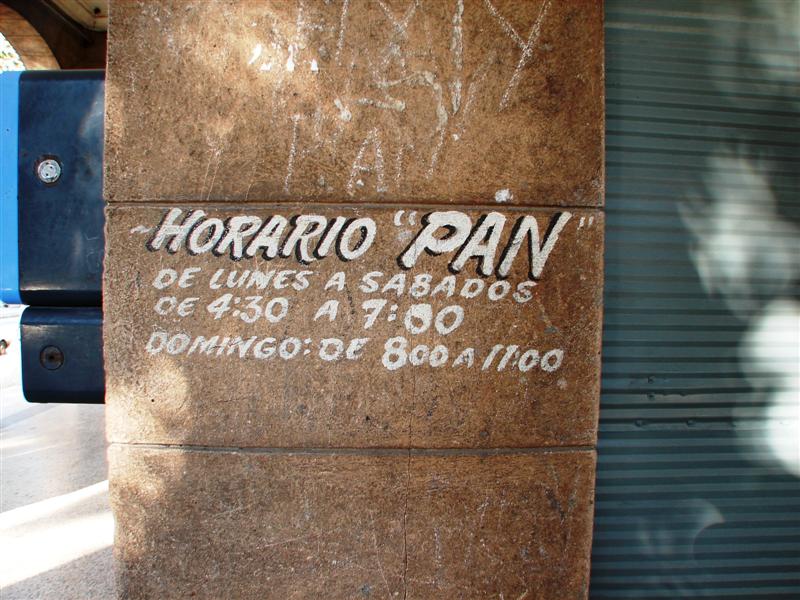 ~HORARIO "PAN"
DE LUNES A SABADOS
DE 4:30 A 7:00
DOMINGO: DE 800 A 11:00